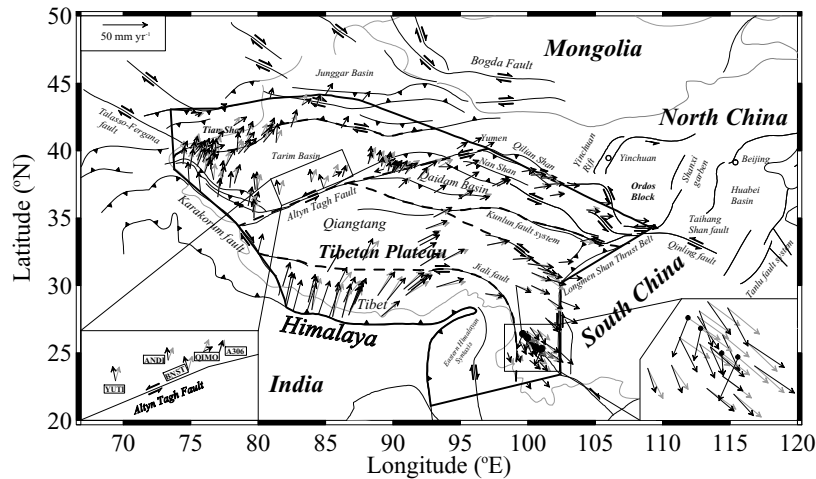 50
50 mm yr⁻¹
Mongolia
Bogda Fault
Junggar Basin
45
North China
Talasso-Fergana
fault
Tian Shan
40
Yumen
Qilian Shan
Nan Shan
Yinchuan
Rift
Yinchuan
Beijing
Shanxi
garben
Tarim Basin
Altyn Tagh Fault
Qaidam Basin
Ordos
Block
Huabei
Basin
Karakorum fault
Qiangtang
Kunlun fault system
Taihang
Shan fault
Qinling fault
Tanlu fault system
35
Latitude (ºN)
Tibetan Plateau
Longmen Shan Thrust Belt
Jiali fault
30
Tibet
South China
Himalaya
Eastern Himalayan
Syntaxis
India
25
ANDI
QIMO
A306
BNST
YUTI
Altyn Tagh Fault
20
70 75 80 85 90 95 100 105 110 115 120
Longitude (ºE)